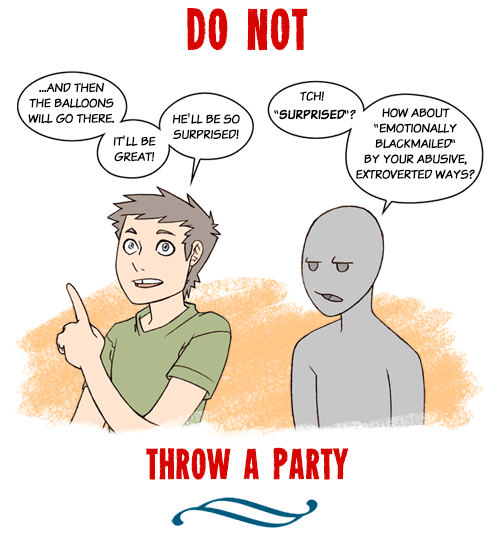 DO NOT
...AND THEN
THE BALLOONS
WILL GO THERE.
IT'LL BE
GREAT!
HE'LL BE SO
SURPRISED!
TCH!
"SURPRISED"?
HOW ABOUT
"EMOTIONALLY
BLACKMAILED"
BY YOUR ABUSIVE,
EXTROVERTED WAYS?
THROW A PARTY